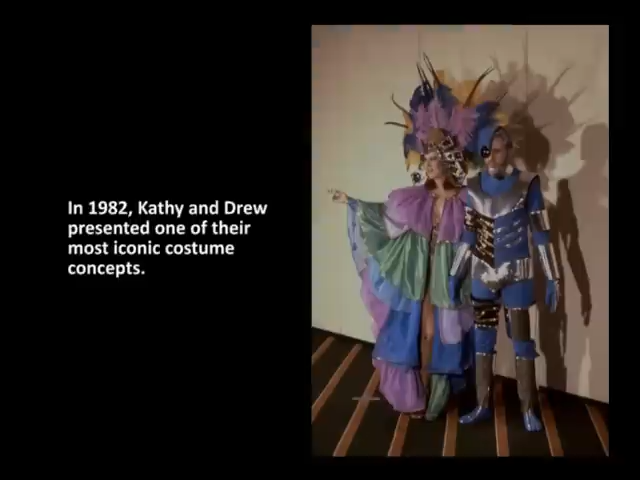 In 1982, Kathy and Drew
presented one of their
most iconic costume
concepts.